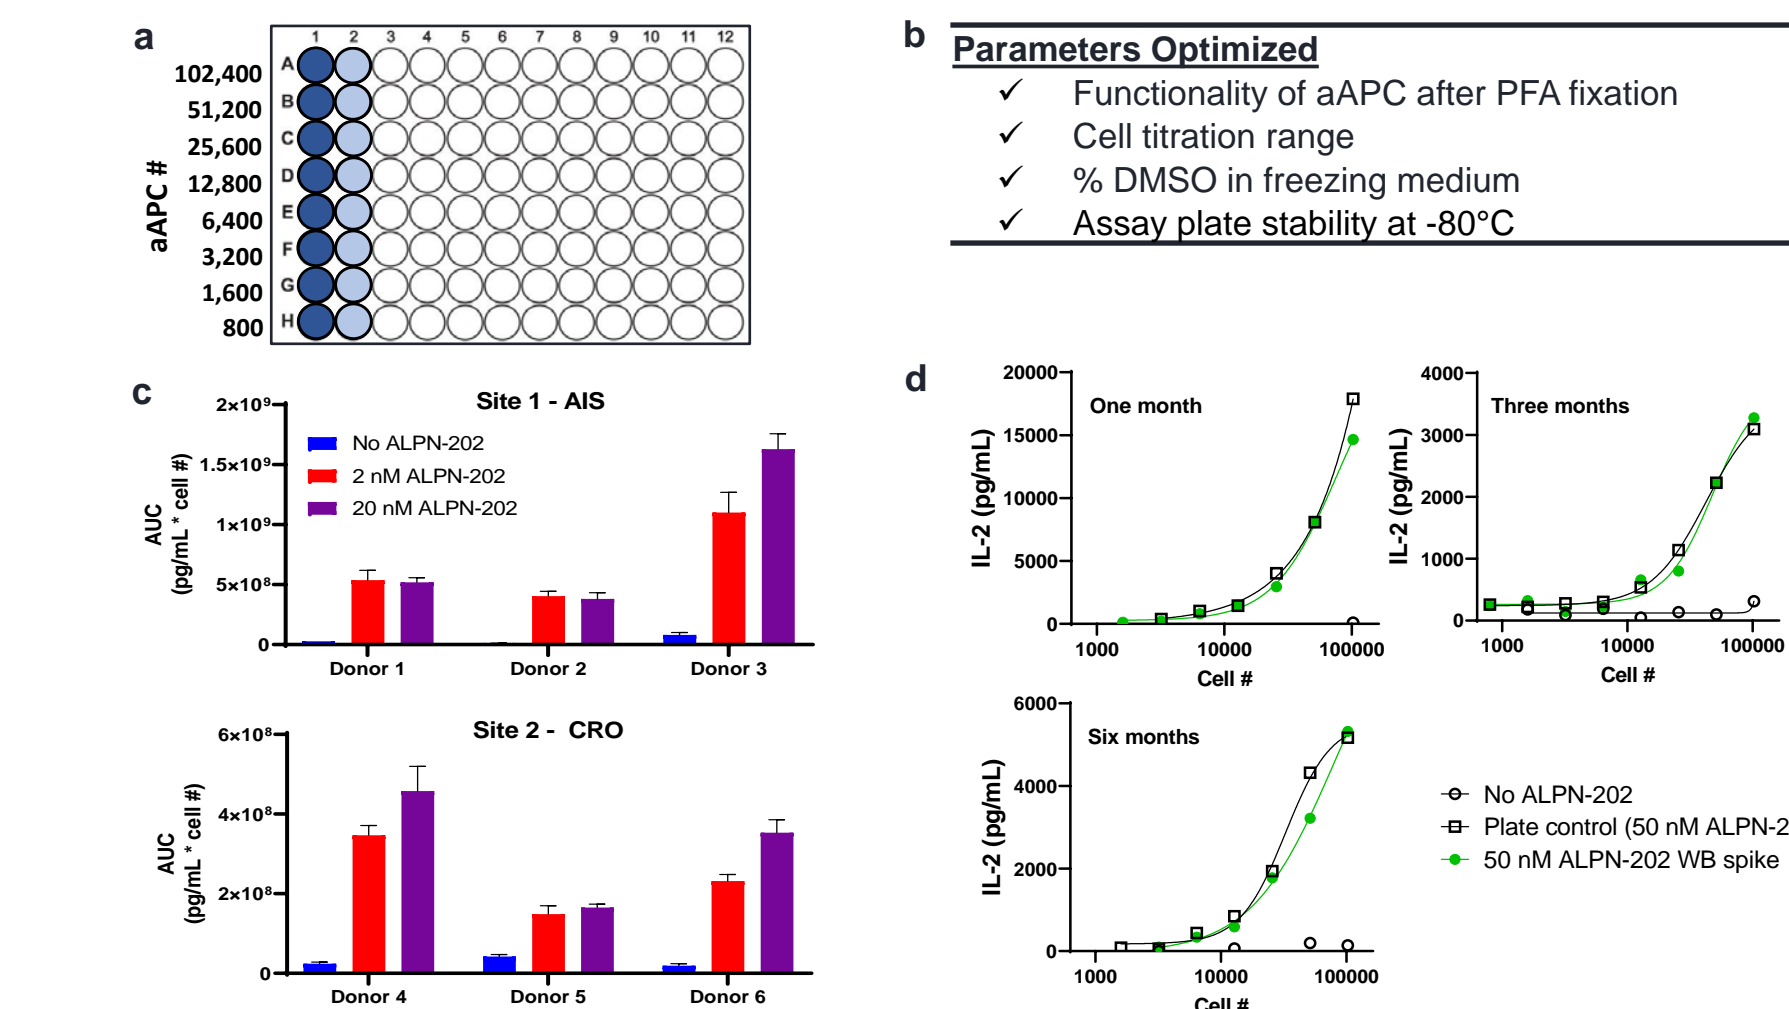 a
1 2 3 4 5 6 7 8 9 10 11 12
102,400 A
51,200 B
25,600 C
12,800 D
6,400 E
3,200 F
1,600 G
800 H
aAPC #
b
Parameters Optimized
✓ Functionality of aAPC after PFA fixation
✓ Cell titration range
✓ % DMSO in freezing medium
✓ Assay plate stability at -80°C
c
Site 1 - AIS
2×10⁹
1.5×10⁹
1×10⁹
5×10⁸
0
AUC
(pg/mL * cell #)
No ALPN-202
2 nM ALPN-202
20 nM ALPN-202
Donor 1 Donor 2 Donor 3
Site 2 - CRO
6×10⁸
4×10⁸
2×10⁸
0
AUC
(pg/mL * cell #)
Donor 4 Donor 5 Donor 6
d
One month
20000
15000
10000
5000
0
IL-2 (pg/mL)
1000 10000 100000
Cell #
Three months
4000
3000
2000
1000
0
IL-2 (pg/mL)
1000 10000 100000
Cell #
Six months
6000
4000
2000
0
IL-2 (pg/mL)
1000 10000 100000
Cell #
No ALPN-202
Plate control (50 nM ALPN-2
50 nM ALPN-202 WB spike